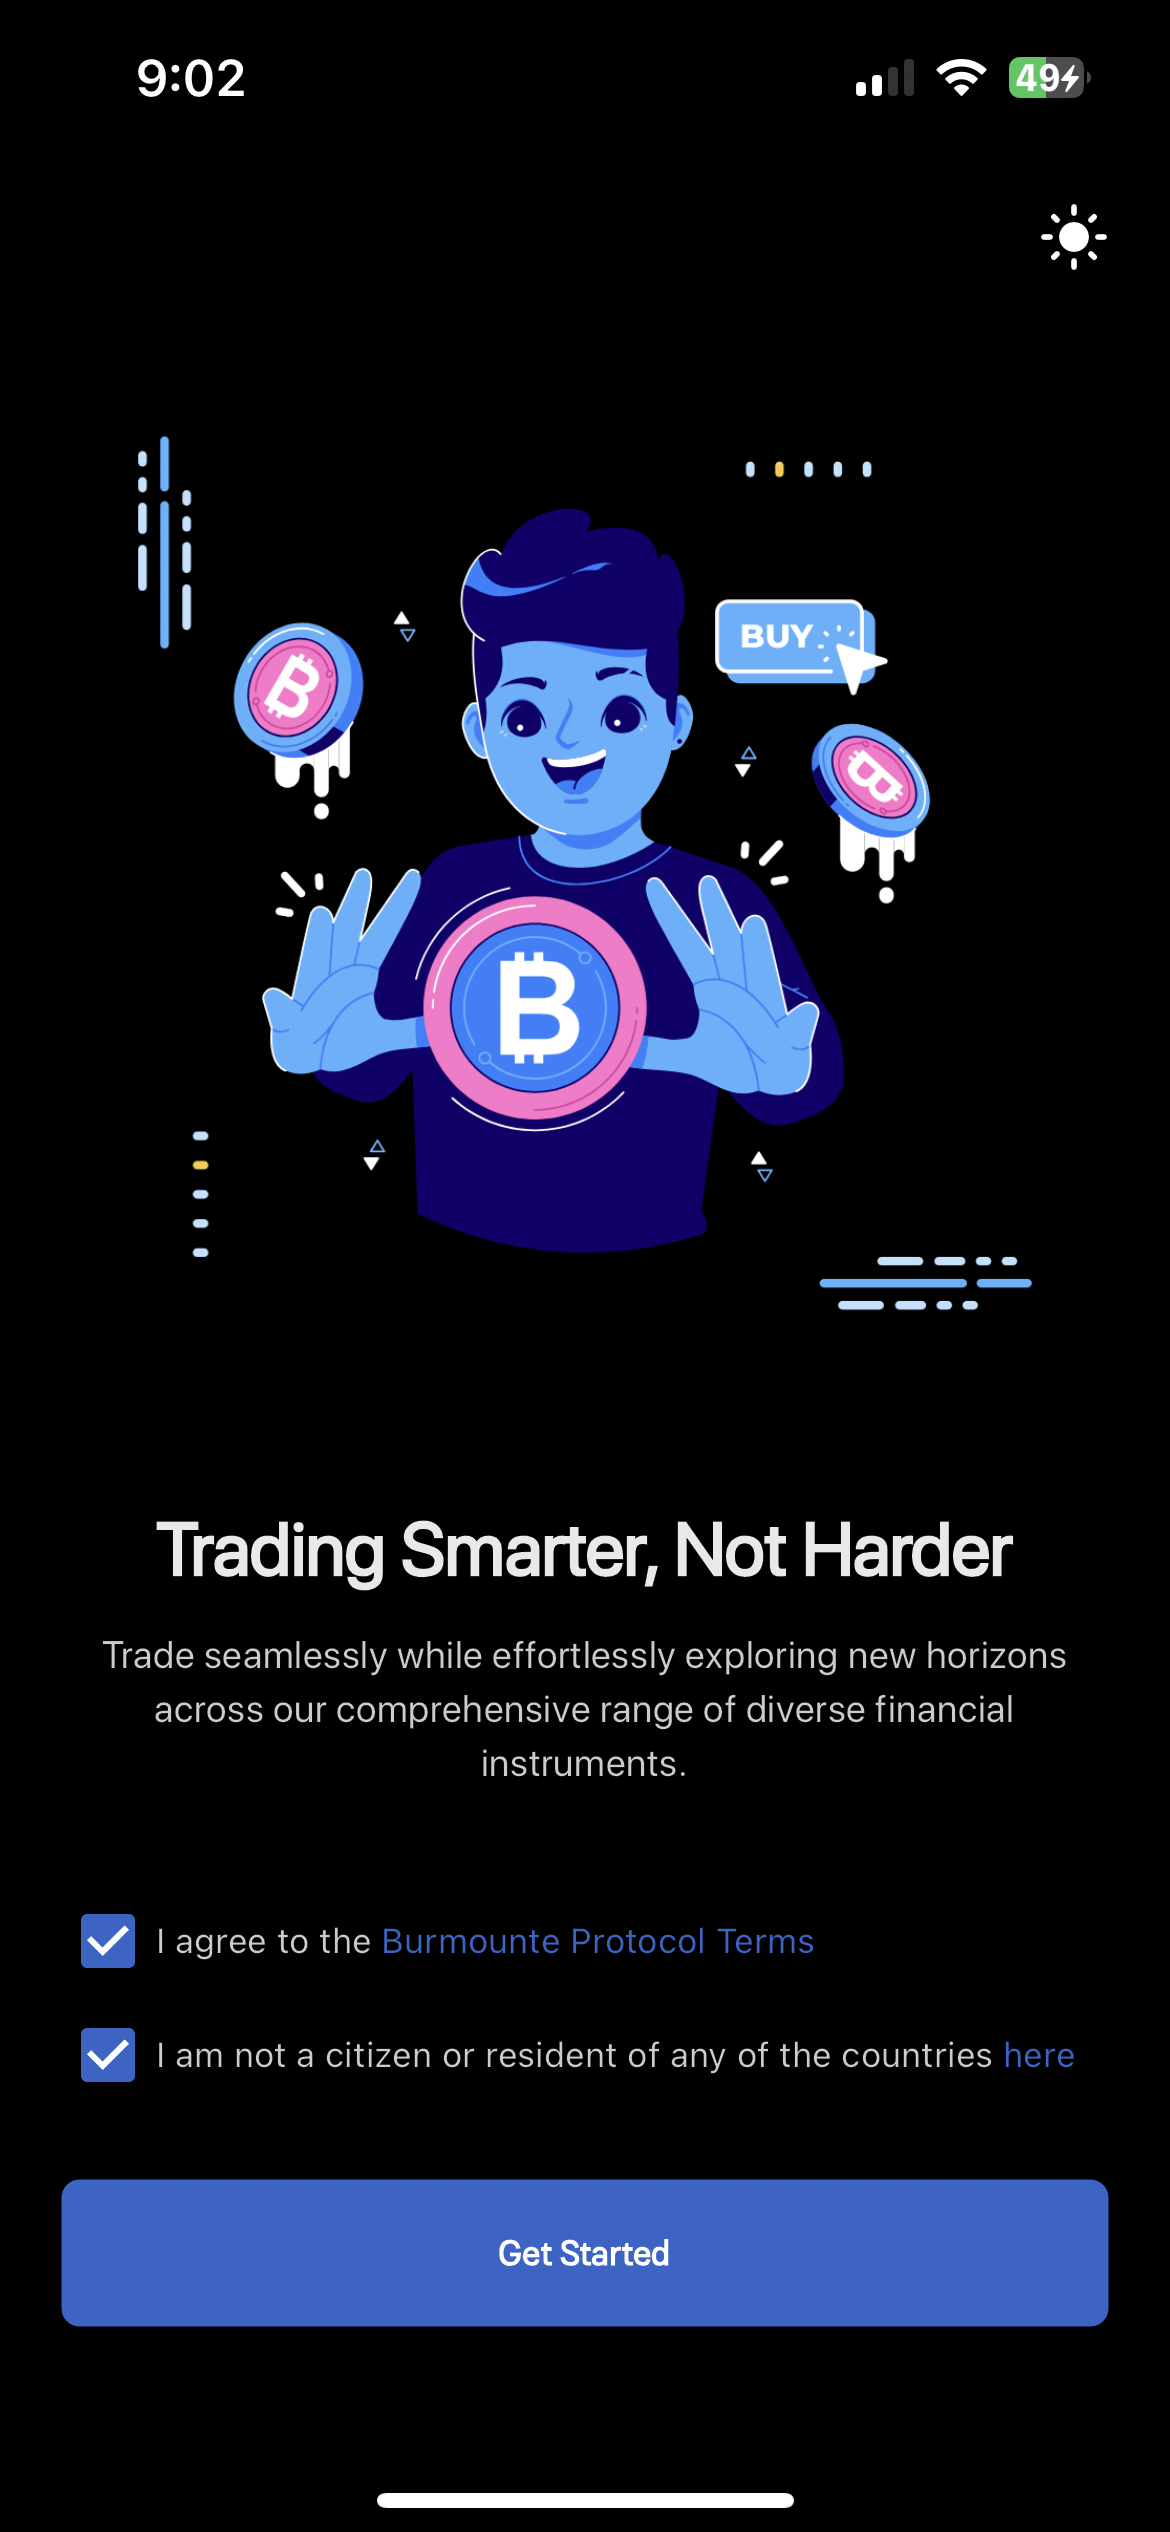 9:02
49
BUY
Trading Smarter, Not Harder
Trade seamlessly while effortlessly exploring new horizons
across our comprehensive range of diverse financial
instruments.
I agree to the Burmounte Protocol Terms
I am not a citizen or resident of any of the countries here
Get Started